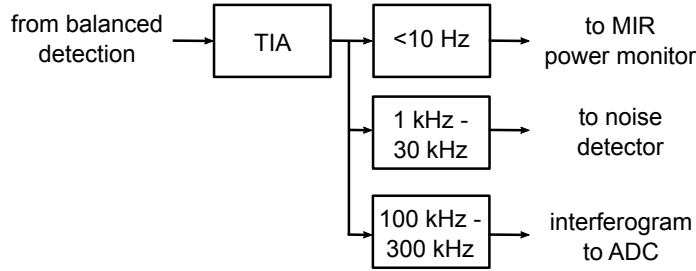 from balanced
detection
TIA
<10 Hz
to MIR
power monitor
1 kHz -
30 kHz
to noise
detector
100 kHz -
300 kHz
interferogram
to ADC